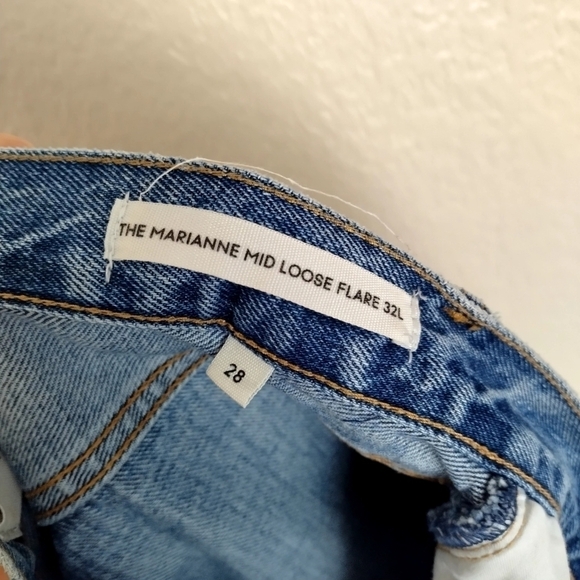 THE MARIANNE MID LOOSE FLARE 32L
28